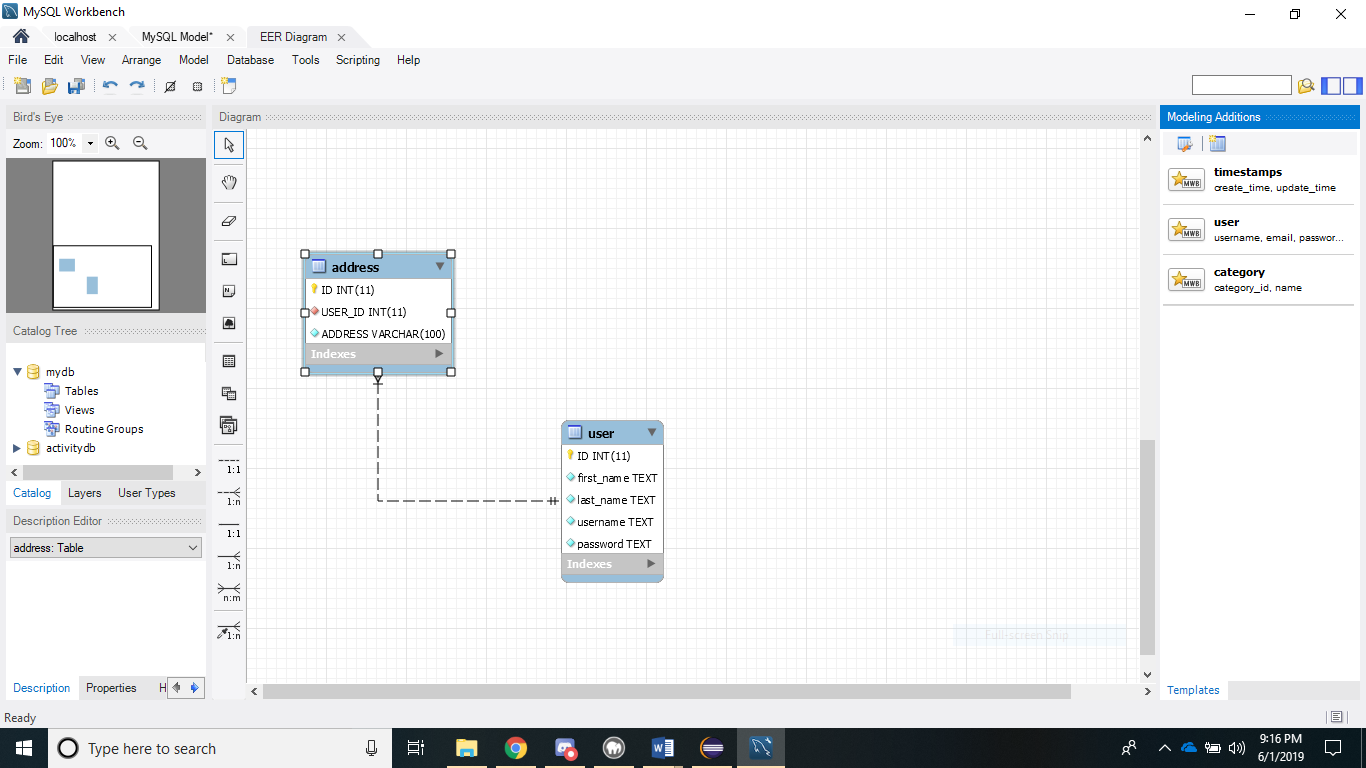 MySQL Workbench
localhost
MySQL Model*
EER Diagram
File Edit View Arrange Model Database Tools Scripting Help
Bird's Eye
Zoom: 100%
Diagram
Modeling Additions
timestamps
create_time, update_time
user
username, email, passwor...
category
category_id, name
address
ID INT(11)
USER_ID INT(11)
ADDRESS VARCHAR(100)
Indexes
Catalog Tree
mydb
Tables
Views
Routine Groups
activitydb
Catalog Layers User Types
Description Editor
address: Table
Description Properties H
1:1
1:n
1:1
1:n
n:m
1:n
user
ID INT(11)
first_name TEXT
last_name TEXT
username TEXT
password TEXT
Indexes
Full-screen Snip
Templates
Ready
Type here to search
9:16 PM
6/1/2019
MWB
MWB
MWB
W